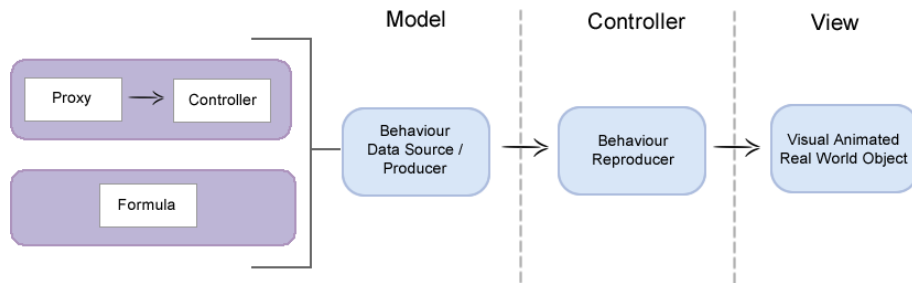 Model
Controller
View
Proxy
Controller
Formula
Behaviour
Data Source /
Producer
Behaviour
Reproducer
Visual Animated
Real World Object